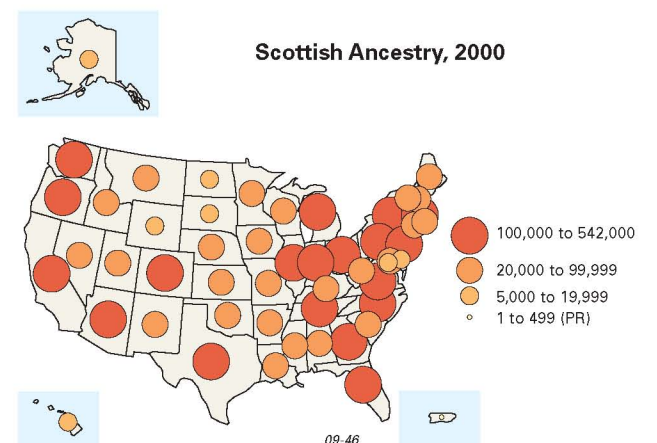 Scottish Ancestry, 2000
100,000 to 542,000
20,000 to 99,999
5,000 to 19,999
1 to 499 (PR)
09-46